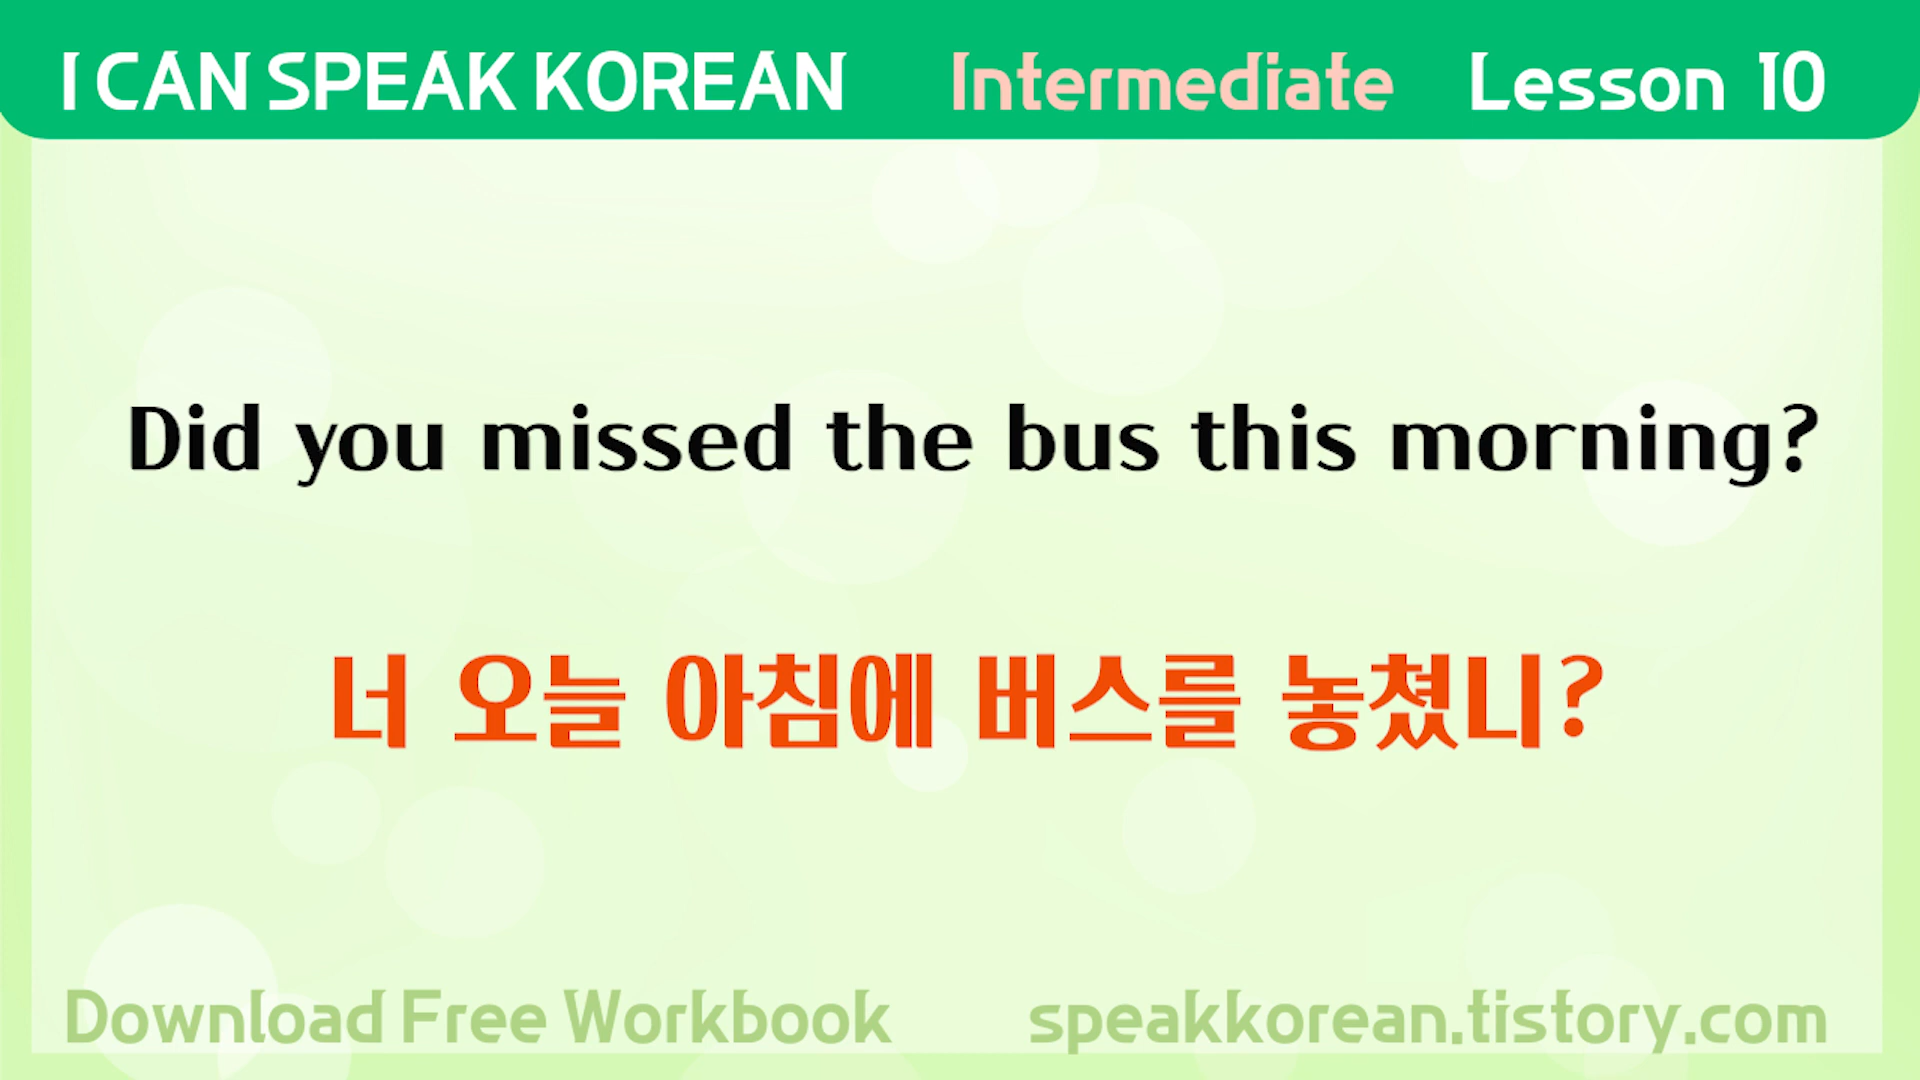 I CAN SPEAK KOREAN Intermediate Lesson 10
Did you missed the bus this morning?
너 오늘 아침에 버스를 놓쳤니?
Download Free Workbook speakkorean.tistory.com